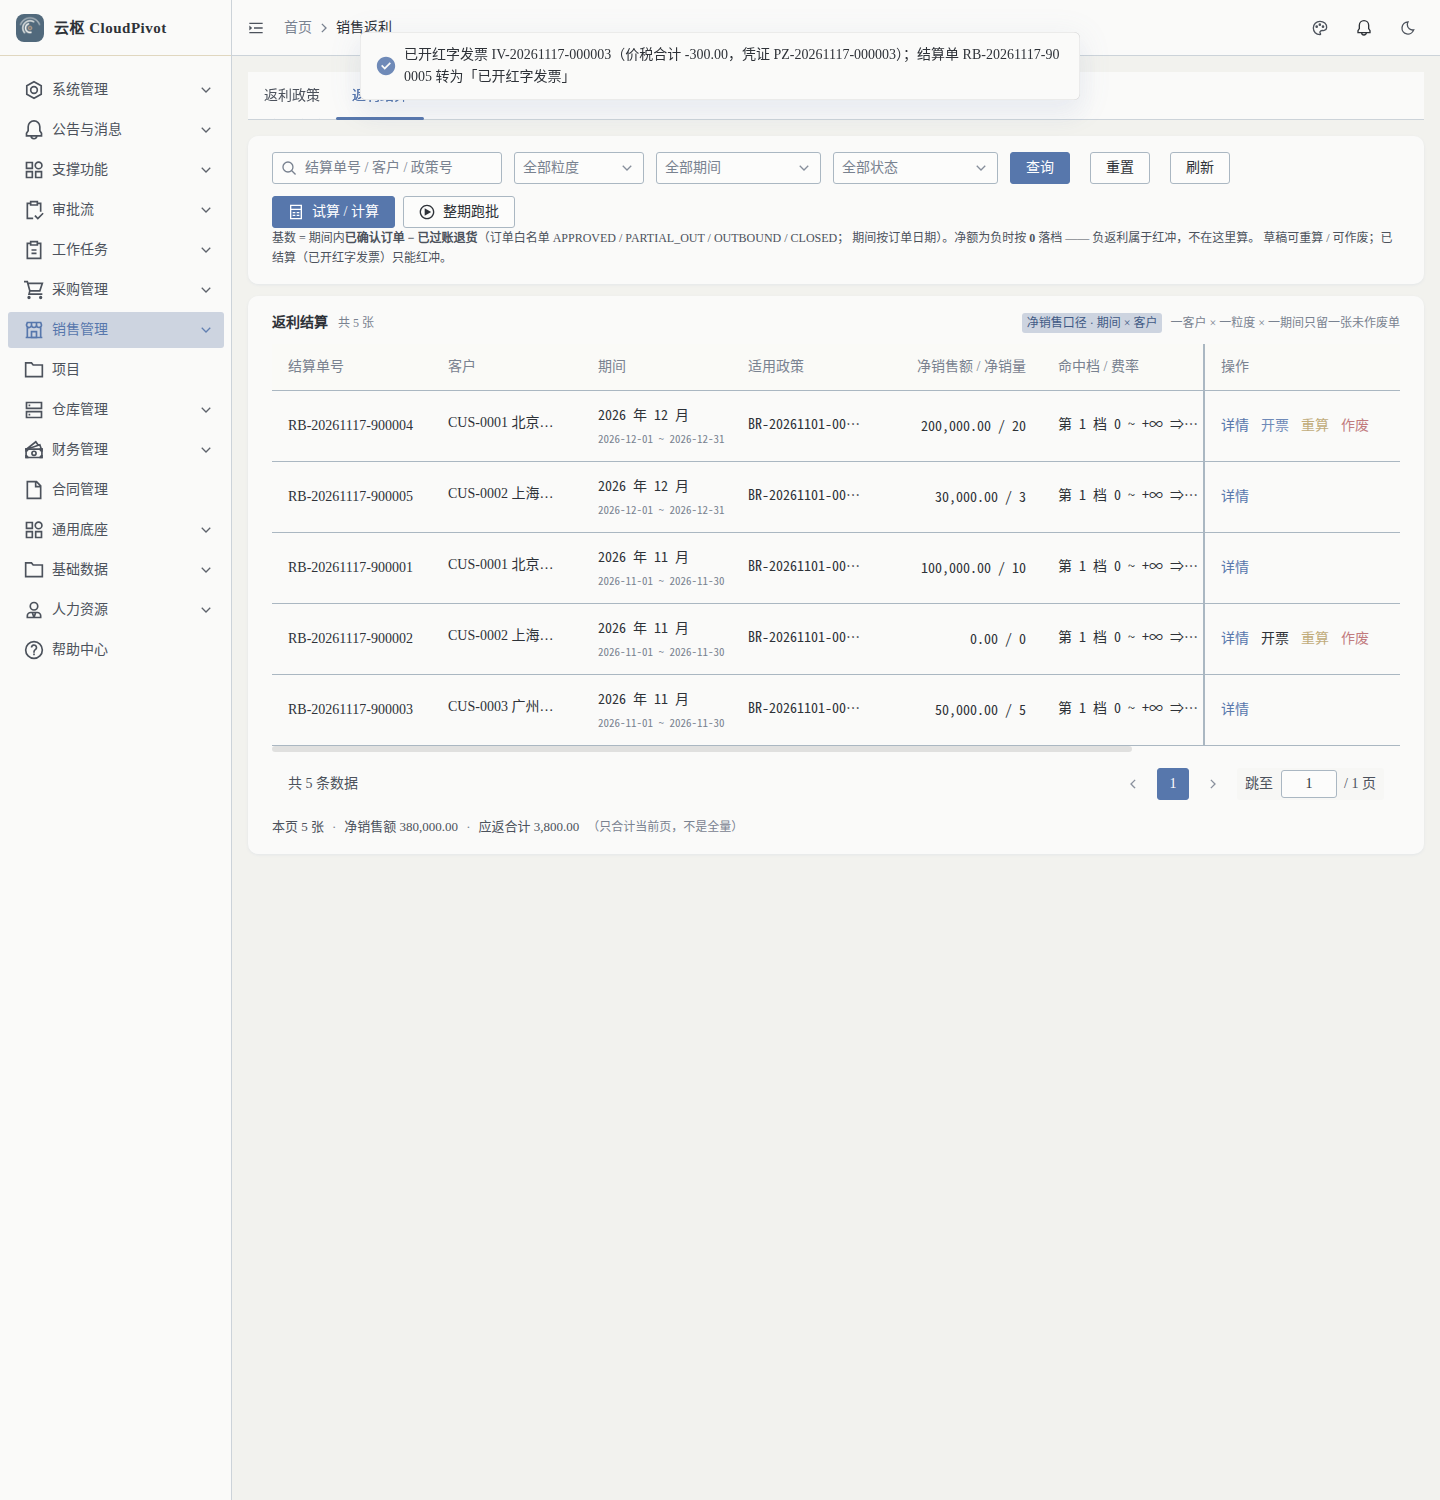 云枢 CloudPivot
首页 > 销售返利
已开红字发票 IV-20261117-000003（价税合计 -300.00，凭证 PZ-20261117-000003）；结算单 RB-20261117-90
0005 转为「已开红字发票」
系统管理
公告与消息
支撑功能
审批流
工作任务
采购管理
销售管理
项目
仓库管理
财务管理
合同管理
通用底座
基础数据
人力资源
帮助中心
返利政策
结算单号 / 客户 / 政策号 全部粒度 全部期间 全部状态 查询 重置 刷新
试算 / 计算 整期跑批
基数 = 期间内已确认订单 − 已过账退货（订单白名单 APPROVED / PARTIAL_OUT / OUTBOUND / CLOSED； 期间按订单日期）。净额为负时按 0 落档 —— 负返利属于红冲，不在这里算。 草稿可重算 / 可作废；已
结算（已开红字发票）只能红冲。
返利结算 共 5 张 净销售口径 · 期间 × 客户 一客户 × 一粒度 × 一期间只留一张未作废单
结算单号 客户 期间 适用政策 净销售额 / 净销量 命中档 / 费率 操作
RB-20261117-900004 CUS-0001 北京… 2026 年 12 月 BR-20261101-00… 200,000.00 / 20 第 1 档 0 ~ +∞ ⇒… 详情 开票 重算 作废
2026-12-01 ~ 2026-12-31
RB-20261117-900005 CUS-0002 上海… 2026 年 12 月 BR-20261101-00… 30,000.00 / 3 第 1 档 0 ~ +∞ ⇒… 详情
2026-12-01 ~ 2026-12-31
RB-20261117-900001 CUS-0001 北京… 2026 年 11 月 BR-20261101-00… 100,000.00 / 10 第 1 档 0 ~ +∞ ⇒… 详情
2026-11-01 ~ 2026-11-30
RB-20261117-900002 CUS-0002 上海… 2026 年 11 月 BR-20261101-00… 0.00 / 0 第 1 档 0 ~ +∞ ⇒… 详情 开票 重算 作废
2026-11-01 ~ 2026-11-30
RB-20261117-900003 CUS-0003 广州… 2026 年 11 月 BR-20261101-00… 50,000.00 / 5 第 1 档 0 ~ +∞ ⇒… 详情
2026-11-01 ~ 2026-11-30
共 5 条数据 1 跳至 1 / 1 页
本页 5 张 · 净销售额 380,000.00 · 应返合计 3,800.00 （只合计当前页，不是全量）